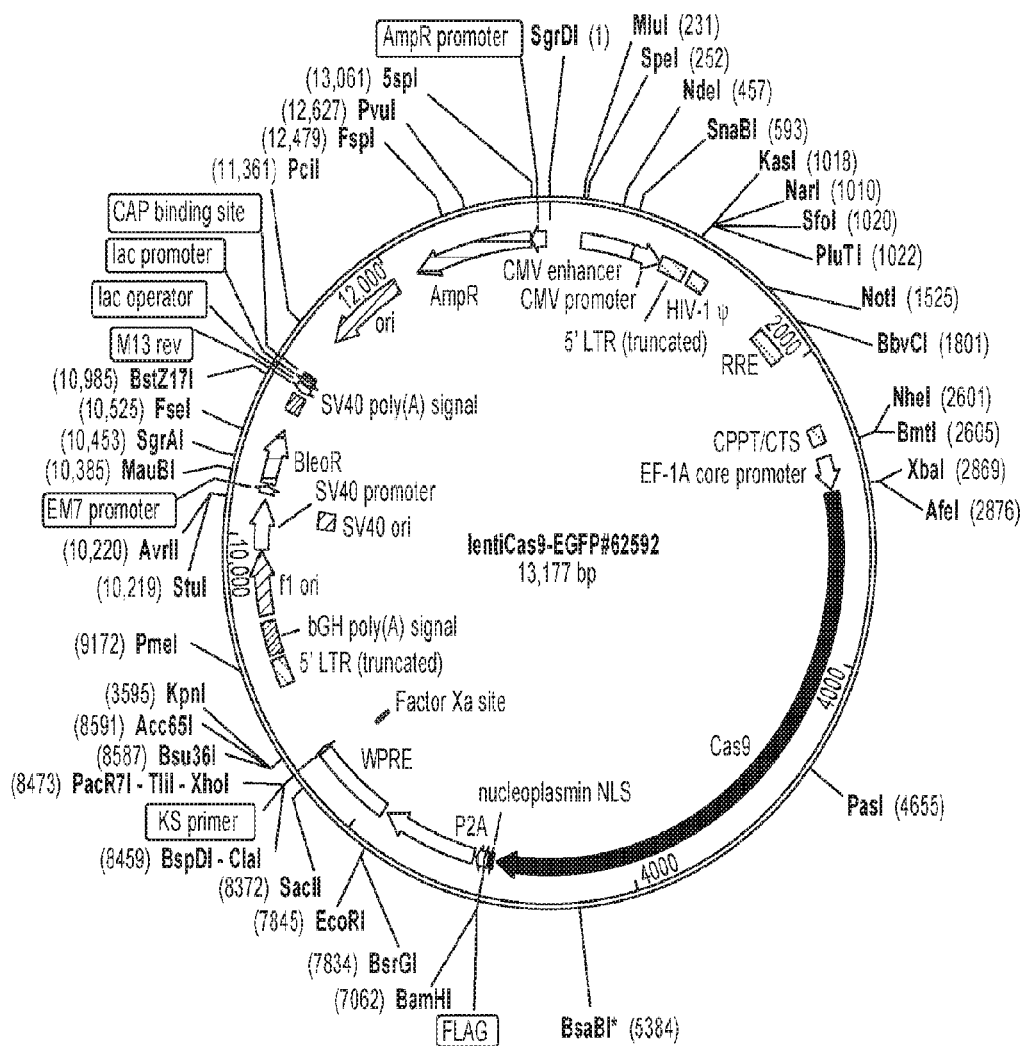 AmpR promoter
SgrDI (1)
MluI (231)
SpeI (252)
NdeI (457)
SnaBI (593)
KasI (1018)
NarI (1010)
SfoI (1020)
PluTI (1022)
NotI (1525)
BbvCI (1801)
NheI (2601)
BmtI (2605)
XbaI (2869)
AfeI (2876)
PasI (4655)
BsaBI* (5384)
FLAG
(7062) BamHI
(7834) BsrGI
(7845) EcoRI
(8372) SacII
(8459) BspDI - ClaI
KS primer
(8473) PacR7I - TliI - XhoI
(8587) Bsu36I
(8591) Acc65I
(3595) KpnI
(9172) PmeI
(10,219) StuI
(10,220) AvrII
EM7 promoter
(10,385) MauBI
(10,453) SgrAI
(10,525) FseI
(10,985) BstZ17I
M13 rev
lac operator
lac promoter
CAP binding site
(11,361) PciI
(12,479) FspI
(12,627) PvuI
(13,061) 5spI
CMV enhancer
CMV promoter
5' LTR (truncated)
HIV-1 ψ
2000
RRE
CPPT/CTS
EF-1A core promoter
4000
Cas9
4000
nucleoplasmin NLS
P2A
WPRE
Factor Xa site
5' LTR (truncated)
bGH poly(A) signal
f1 ori
10,000
SV40 ori
SV40 promoter
BleoR
SV40 poly(A) signal
ori
12,000
AmpR
lentiCas9-EGFP#62592
13,177 bp